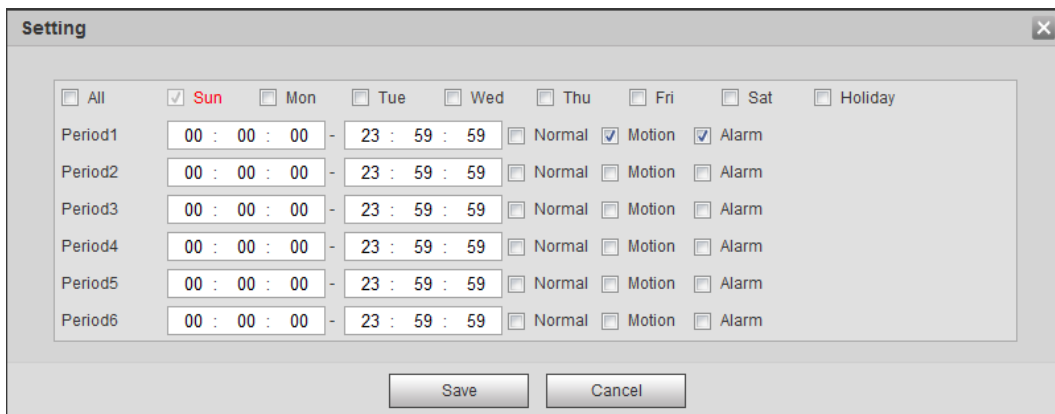 Setting
All Sun Mon Tue Wed Thu Fri Sat Holiday
Period1 00 : 00 : 00 - 23 : 59 : 59 Normal Motion Alarm
Period2 00 : 00 : 00 - 23 : 59 : 59 Normal Motion Alarm
Period3 00 : 00 : 00 - 23 : 59 : 59 Normal Motion Alarm
Period4 00 : 00 : 00 - 23 : 59 : 59 Normal Motion Alarm
Period5 00 : 00 : 00 - 23 : 59 : 59 Normal Motion Alarm
Period6 00 : 00 : 00 - 23 : 59 : 59 Normal Motion Alarm
Save Cancel